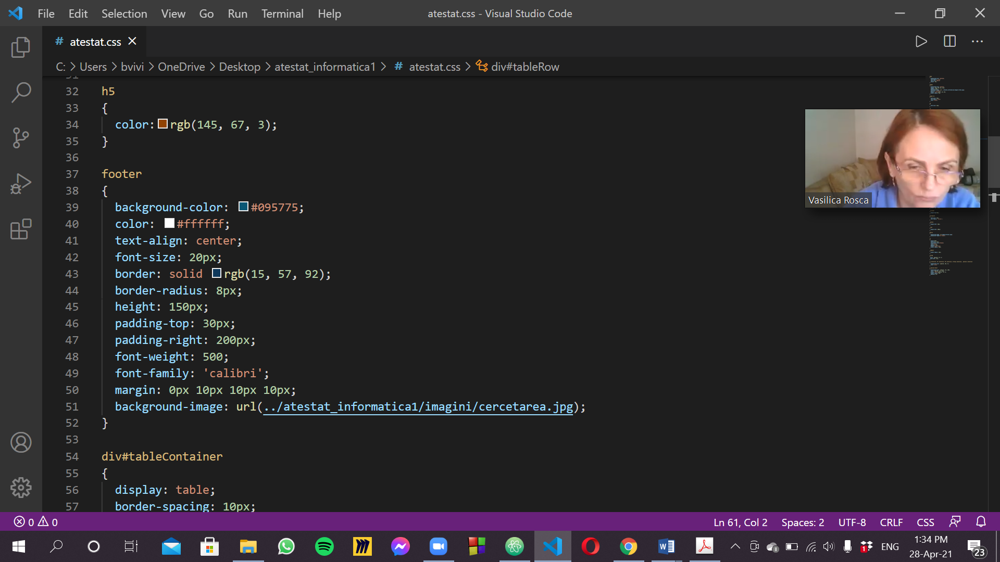 File Edit Selection View Go Run Terminal Help
atestat.css - Visual Studio Code
# atestat.css
C: > Users > bvivi > OneDrive > Desktop > atestat_informatica1 > # atestat.css > div#tableRow
31
32 h5
33 {
34 color: rgb(145, 67, 3);
35 }
36
37 footer
38 {
39 background-color: #095775;
40 color: #ffffff;
41 text-align: center;
42 font-size: 20px;
43 border: solid rgb(15, 57, 92);
44 border-radius: 8px;
45 height: 150px;
46 padding-top: 30px;
47 padding-right: 200px;
48 font-weight: 500;
49 font-family: 'calibri';
50 margin: 0px 10px 10px 10px;
51 background-image: url(../atestat_informatica1/imagini/cercetarea.jpg);
52 }
53
54 div#tableContainer
55 {
56 display: table;
57 border-spacing: 10px;
Vasilica Rosca
0 0
Ln 61, Col 2 Spaces: 2 UTF-8 CRLF CSS
1 ENG
1:34 PM
28-Apr-21
23